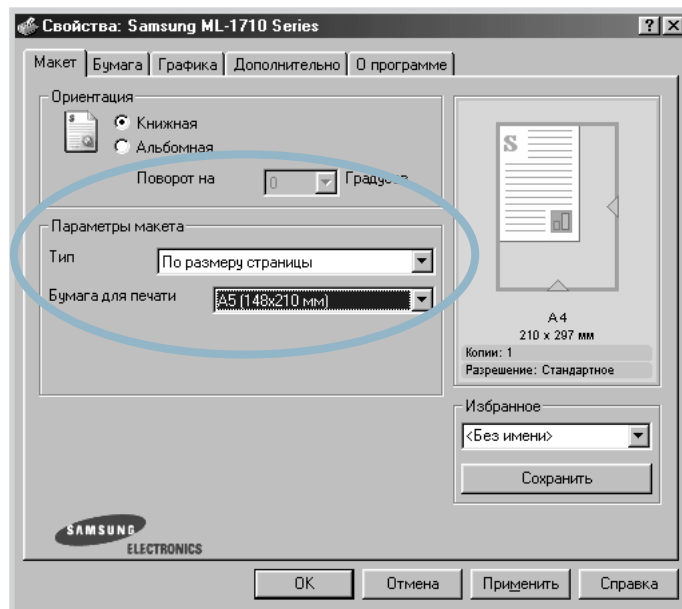 Свойства: Samsung ML-1710 Series
Макет Бумага Графика Дополнительно О программе
Ориентация
Книжная
Альбомная
Поворот на 0 Градусов
Параметры макета
Тип По размеру страницы
Бумага для печати A5 (148x210 мм)
S
S
A4
210 x 297 мм
Копии: 1
Разрешение: Стандартное
Избранное
<Без имени>
Сохранить
SAMSUNG
ELECTRONICS
OK Отмена Применить Справка